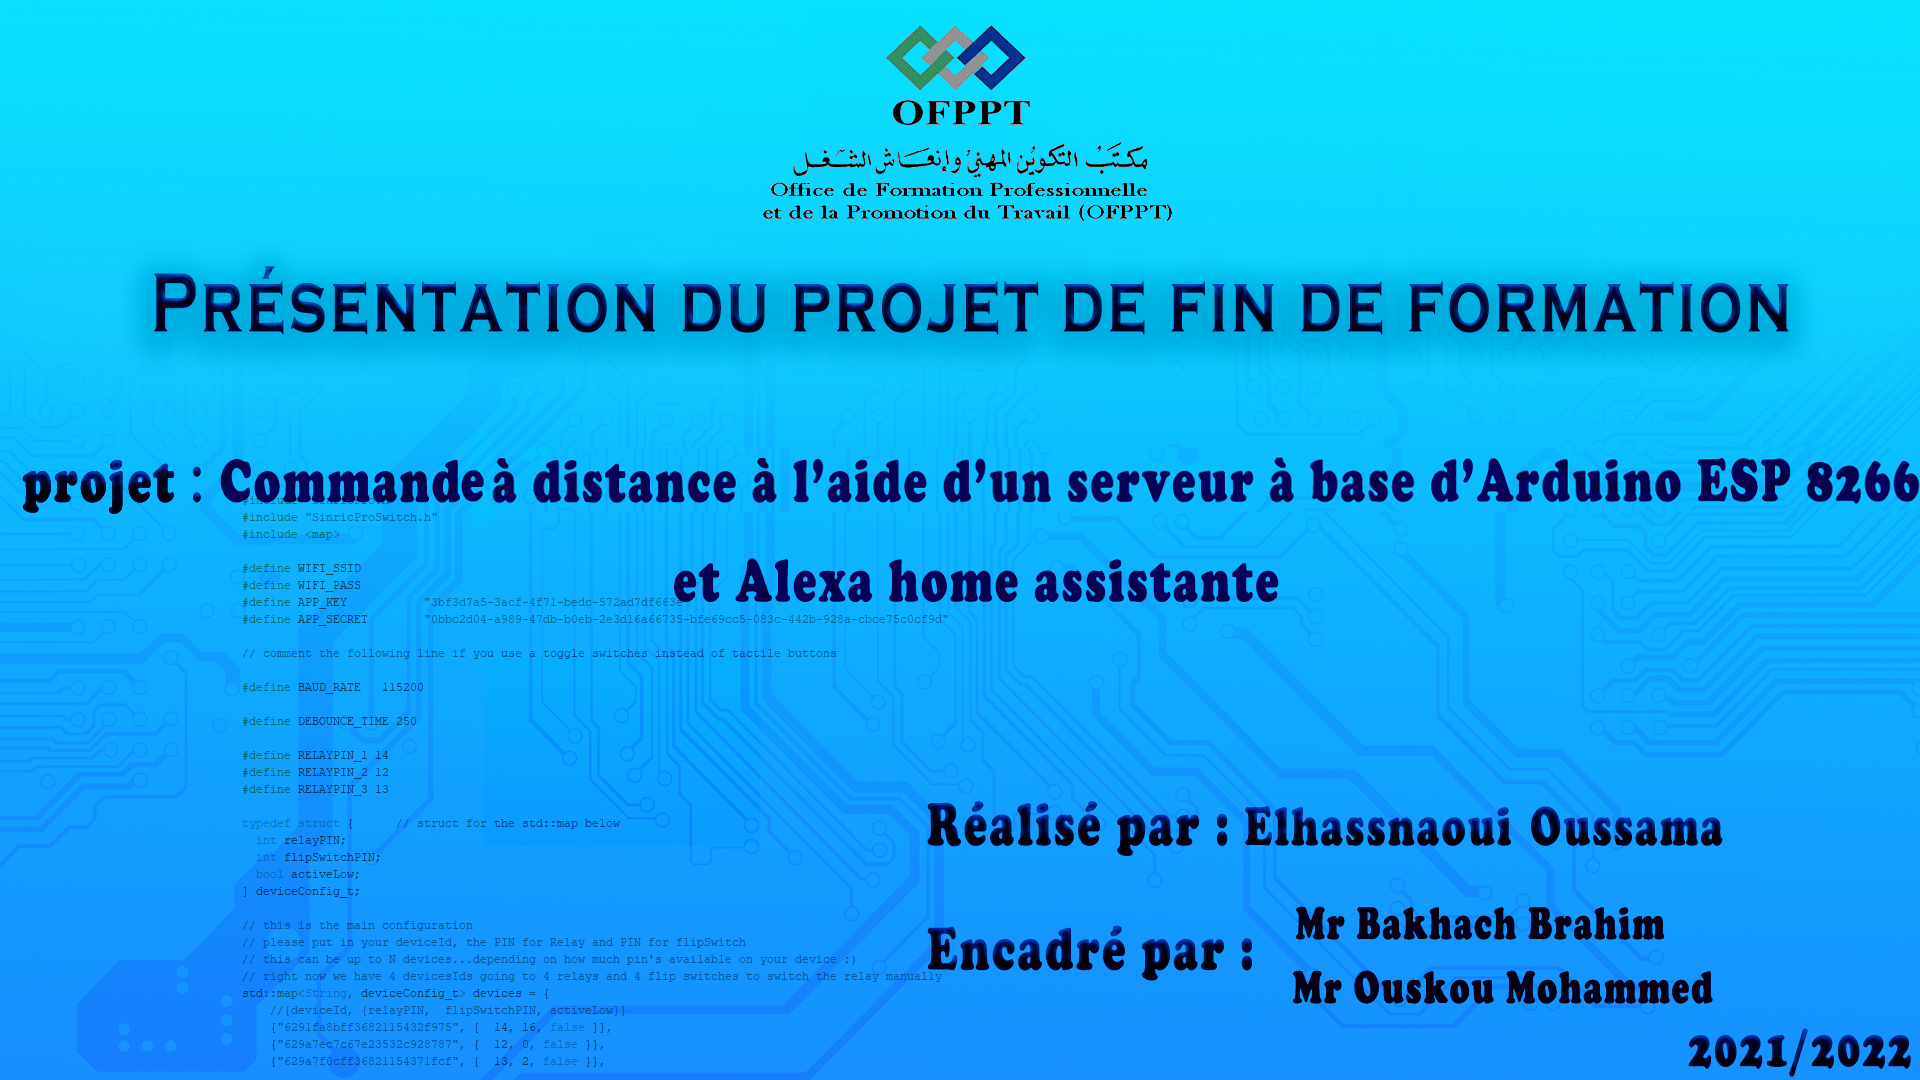 OFPPT
مكتب التكوين المهني وإنعاش الشغل
Office de Formation Professionnelle
et de la Promotion du Travail (OFPPT)
Présentation du projet de fin de formation
projet : Commande à distance à l'aide d'un serveur à base d'Arduino ESP 8266
et Alexa home assistante
#include "SinricProSwitch.h"
#include <map>
#define WIFI_SSID
#define WIFI_PASS
#define APP_KEY "3bf3d7a5-3acf-4f71-bedc-572ad7df663e
#define APP_SECRET "0bbc2d04-a989-47db-b0eb-2e3d16a66735-bfe69cc5-083c-442b-928a-cbce75c0cf9d"
// comment the following line if you use a toggle switches instead of tactile buttons
#define BAUD_RATE 115200
#define DEBOUNCE_TIME 250
#define RELAYPIN_1 14
#define RELAYPIN_2 12
#define RELAYPIN_3 13
typedef struct { // struct for the std::map below
int relayPIN;
int flipSwitchPIN;
bool activeLow;
} deviceConfig_t;
// this is the main configuration
// please put in your deviceId, the PIN for Relay and PIN for flipSwitch
// this can be up to N devices...depending on how much pin's available on your device ;)
// right now we have 4 devicesIds going to 4 relays and 4 flip switches to switch the relay manually
std::map<String, deviceConfig_t> devices = {
//{deviceId, {relayPIN, flipSwitchPIN, activeLow}}
{"6291fa8bff3682115432f975", { 14, 16, false }},
{"629a7ec7c67e23532c928787", { 12, 0, false }},
{"629a7f0cff36821154371fcf", { 13, 2, false }},
Réalisé par : Elhassnaoui Oussama
Encadré par :
Mr Bakhach Brahim
Mr Ouskou Mohammed
2021/2022